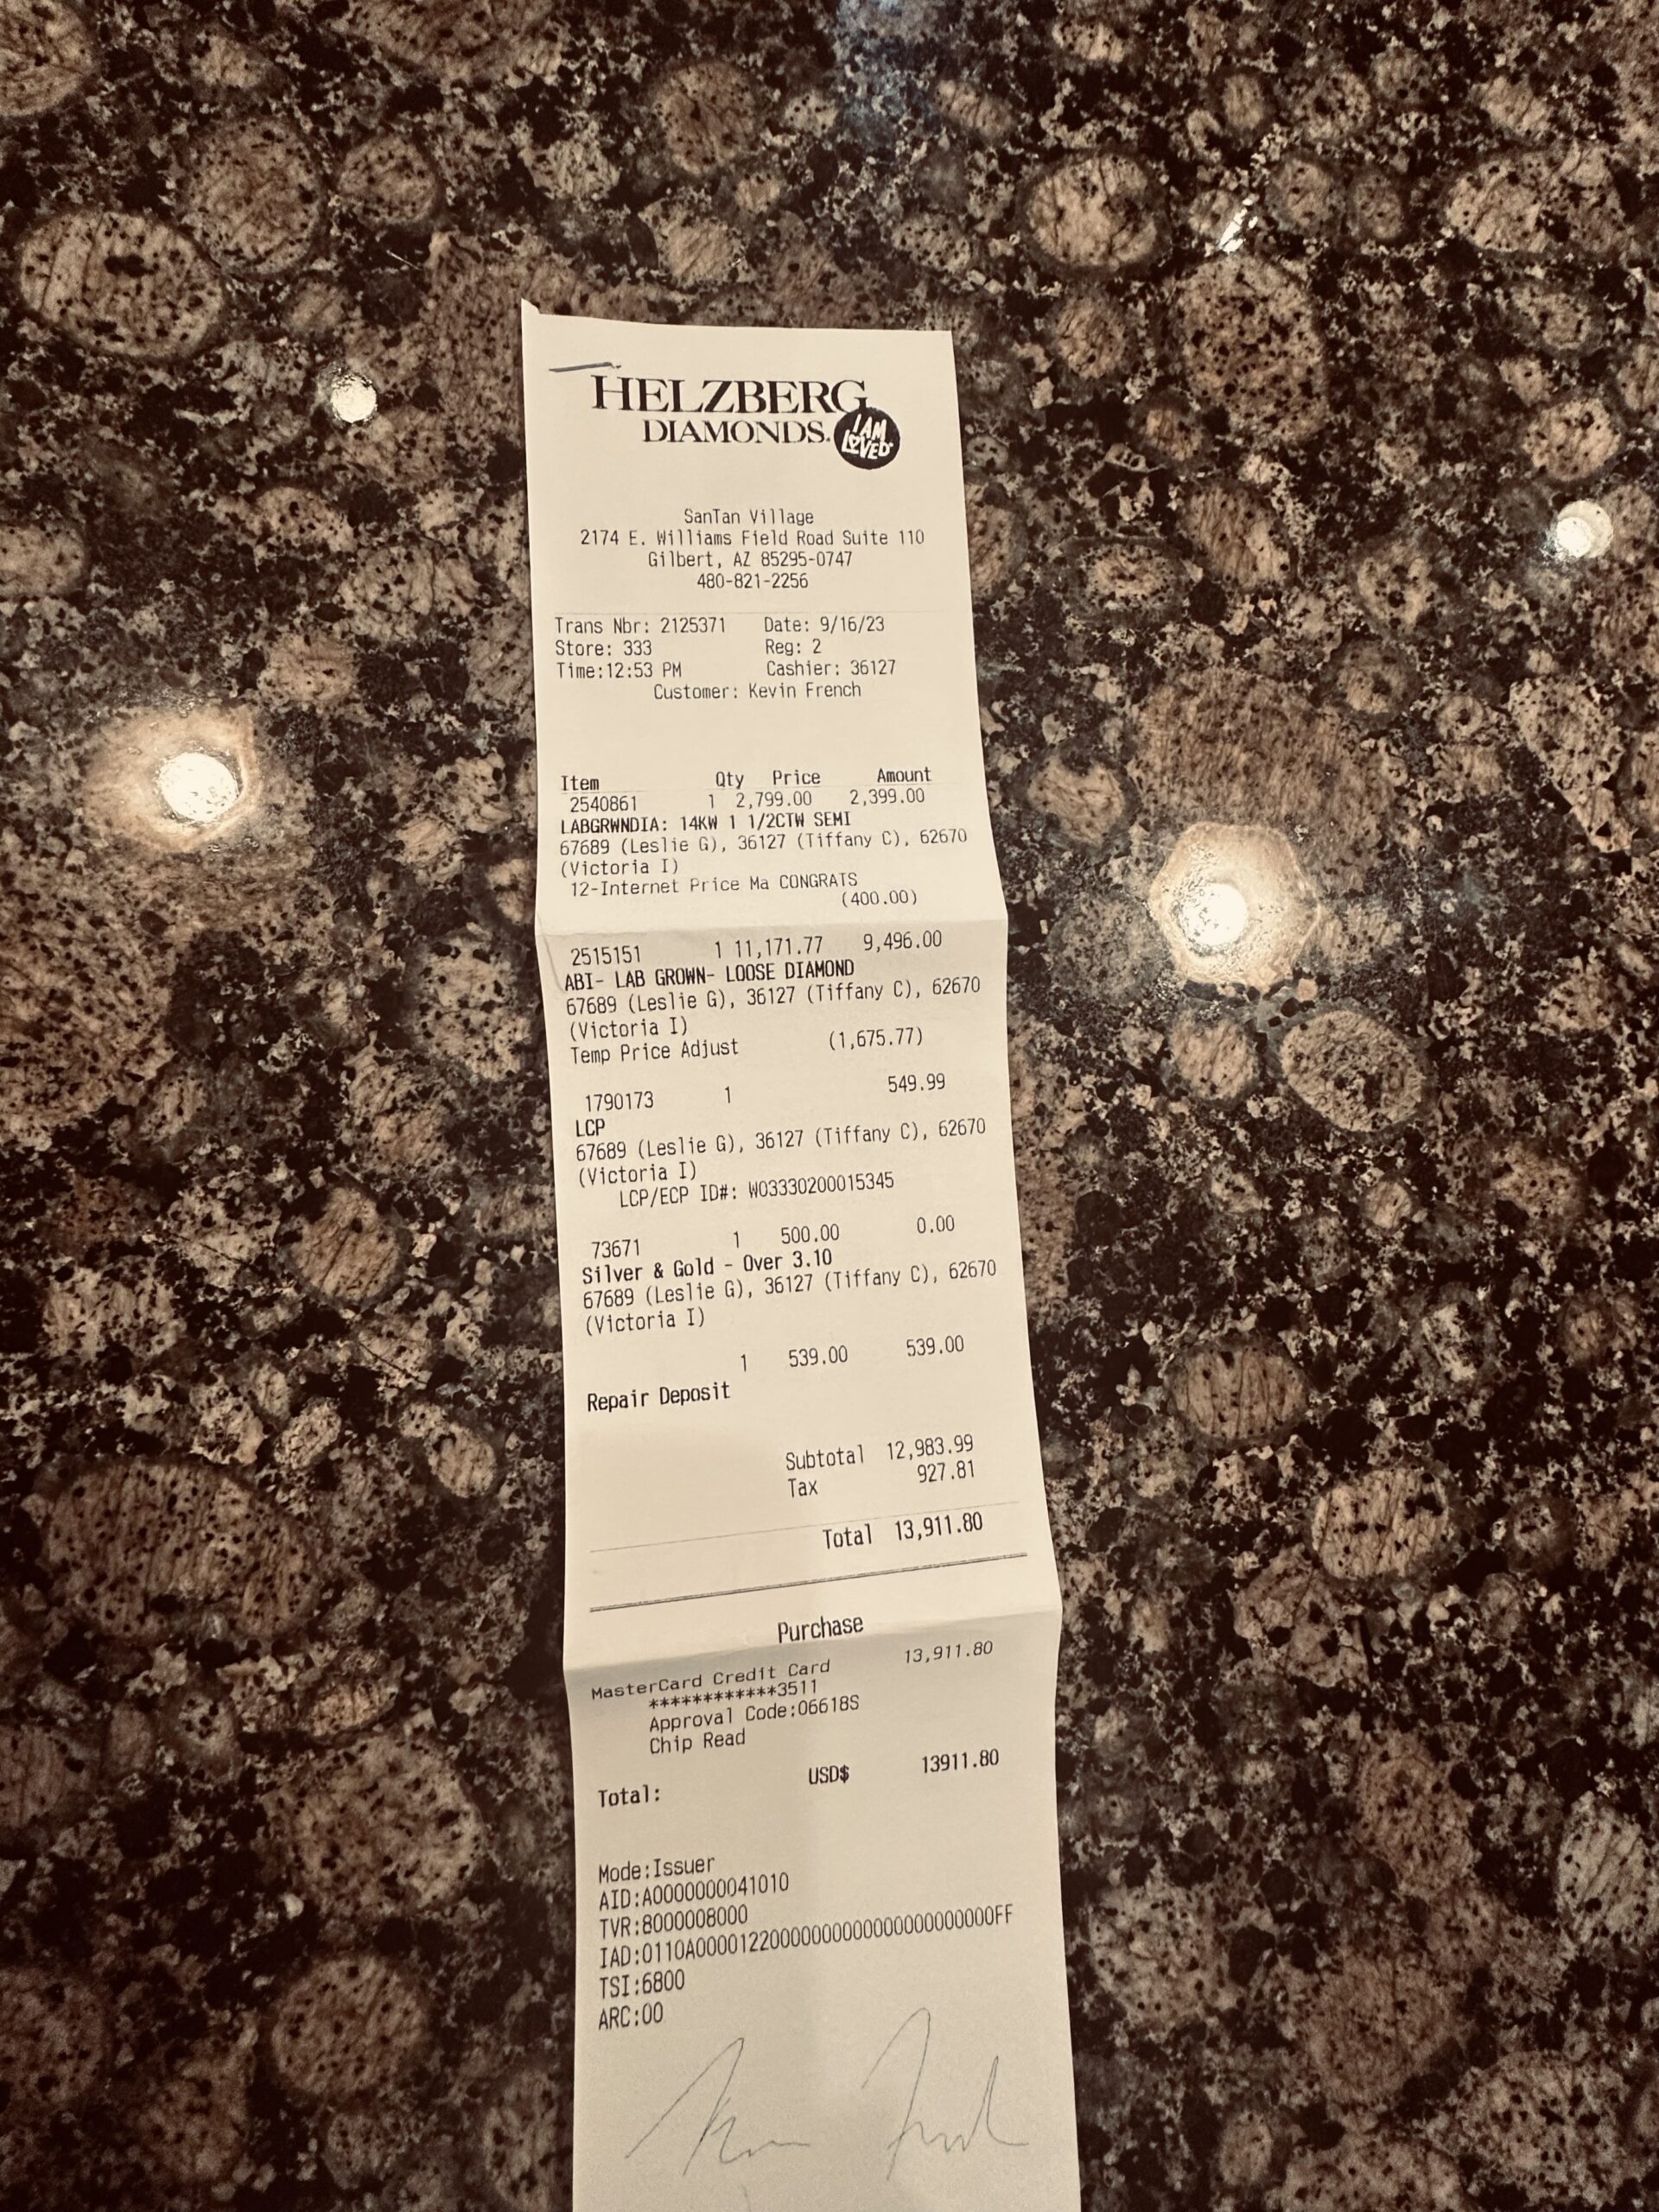 HELZBERG
DIAMONDS.
I AM
LOVED
SanTan Village
2174 E. Williams Field Road Suite 110
Gilbert, AZ 85295-0747
480-821-2256
Trans Nbr: 2125371 Date: 9/16/23
Store: 333 Reg: 2
Time:12:53 PM Cashier: 36127
Customer: Kevin French
Item Qty Price Amount
2540861 1 2,799.00 2,399.00
LABGRWNDIA: 14KW 1 1/2CTW SEMI
67689 (Leslie G), 36127 (Tiffany C), 62670
(Victoria I)
12-Internet Price Ma CONGRATS
(400.00)
2515151 1 11,171.77 9,496.00
ABI- LAB GROWN- LOOSE DIAMOND
67689 (Leslie G), 36127 (Tiffany C), 62670
(Victoria I)
Temp Price Adjust (1,675.77)
1790173 1 549.99
LCP
67689 (Leslie G), 36127 (Tiffany C), 62670
(Victoria I)
LCP/ECP ID#: W03330200015345
73671 1 500.00 0.00
Silver & Gold - Over 3.10
67689 (Leslie G), 36127 (Tiffany C), 62670
(Victoria I)
1 539.00 539.00
Repair Deposit
Subtotal 12,983.99
Tax 927.81
Total 13,911.80
Purchase
MasterCard Credit Card 13,911.80
************3511
Approval Code:06618S
Chip Read
Total: USD$ 13911.80
Mode:Issuer
AID:A0000000041010
TVR:8000008000
TSI:6800
ARC:00